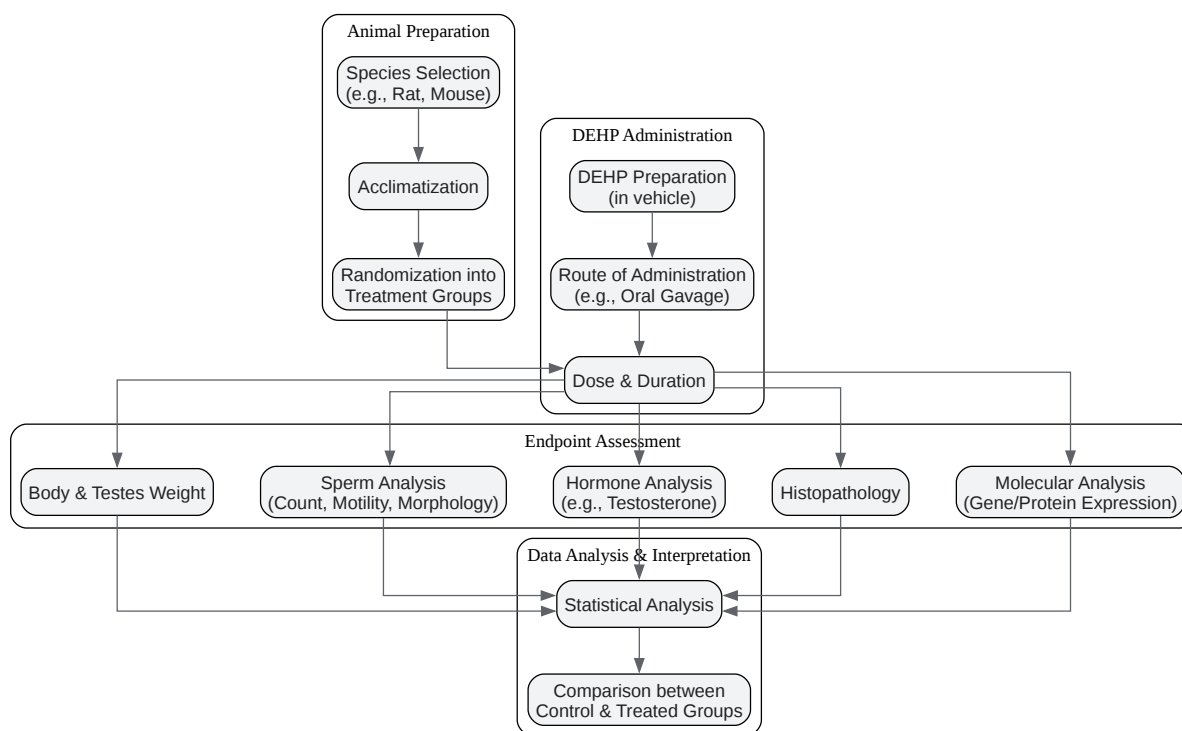 Animal Preparation
Species Selection
(e.g., Rat, Mouse)
Acclimatization
Randomization into
Treatment Groups
DEHP Administration
DEHP Preparation
(in vehicle)
Route of Administration
(e.g., Oral Gavage)
Dose & Duration
Endpoint Assessment
Body & Testes Weight
Sperm Analysis
(Count, Motility, Morphology)
Hormone Analysis
(e.g., Testosterone)
Histopathology
Molecular Analysis
(Gene/Protein Expression)
Data Analysis & Interpretation
Statistical Analysis
Comparison between
Control & Treated Groups